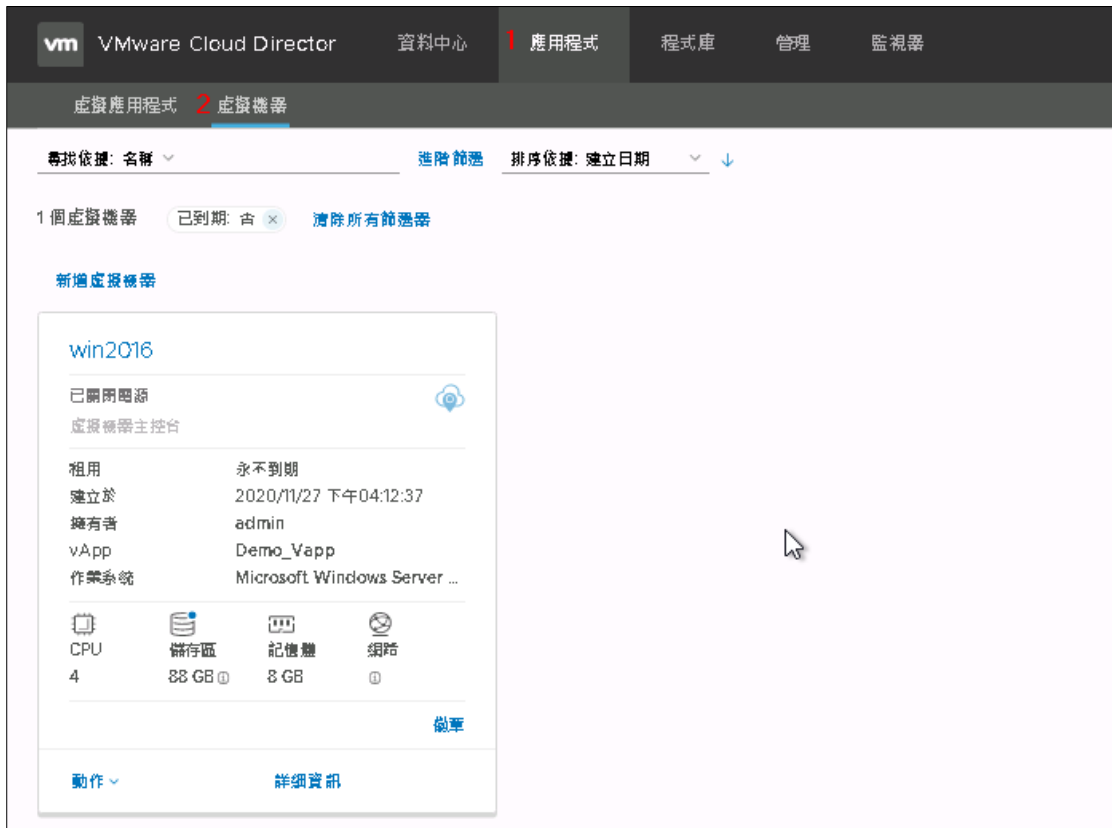 vm VMware Cloud Director 資料中心 1 應用程式 程式庫 管理 監視器
虛擬應用程式 2 虛擬機器
尋找依據: 名稱 進階篩選 排序依據: 建立日期
1 個虛擬機器 已到期: 否 清除所有篩選器
新增虛擬機器
win2016
已關閉電源
虛擬機器主控台
租用 永不到期
建立於 2020/11/27 下午04:12:37
擁有者 admin
vApp Demo_Vapp
作業系統 Microsoft Windows Server ...
CPU 儲存區 記憶體 網路
4 88 GB 8 GB
徽章
動作 詳細資訊